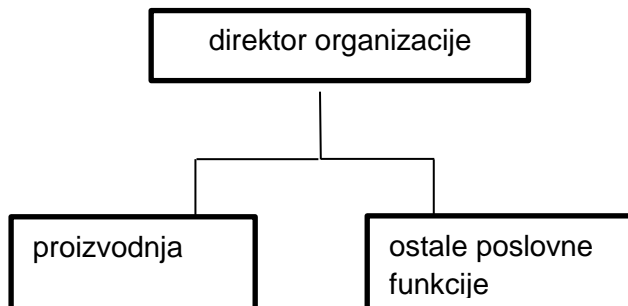 direktor organizacije
proizvodnja
ostale poslovne
funkcije